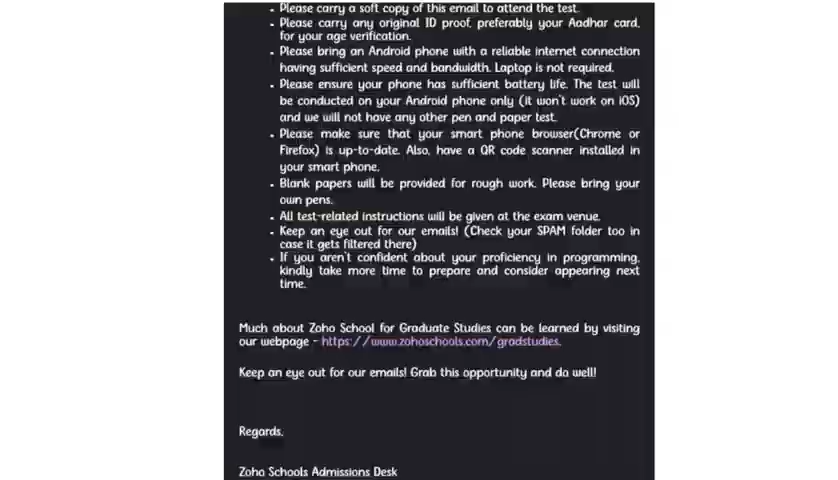 • Please carry a soft copy of this email to attend the test.
• Please carry any original ID proof, preferably your Aadhar card,
for your age verification.
• Please bring an Android phone with a reliable internet connection
having sufficient speed and bandwidth. Laptop is not required.
• Please ensure your phone has sufficient battery life. The test will
be conducted on your Android phone only (it won't work on iOS)
and we will not have any other pen and paper test.
• Please make sure that your smart phone browser(Chrome or
Firefox) is up-to-date. Also, have a QR code scanner installed in
your smart phone.
• Blank papers will be provided for rough work. Please bring your
own pens.
• All test-related instructions will be given at the exam venue.
• Keep an eye out for our emails! (Check your SPAM folder too in
case it gets filtered there)
• If you aren't confident about your proficiency in programming,
kindly take more time to prepare and consider appearing next
time.
Much about Zoho School for Graduate Studies can be learned by visiting
our webpage - https://www.zohoschools.com/gradstudies.
Keep an eye out for our emails! Grab this opportunity and do well!
Regards,
Zoho Schools Admissions Desk